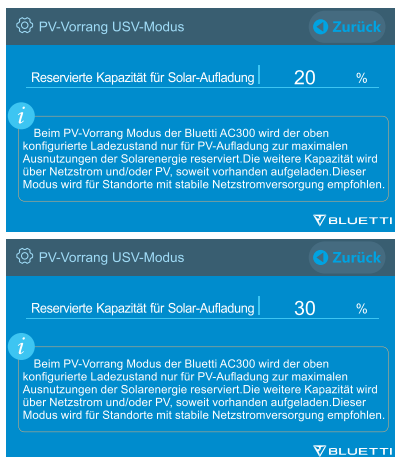 PV-Vorrang USV-Modus
Zurück
Reservierte Kapazität für Solar-Aufladung 20 %
i
Beim PV-Vorrang Modus der Bluetti AC300 wird der oben
konfigurierte Ladezustand nur für PV-Aufladung zur maximalen
Ausnutzungen der Solarenergie reserviert.Die weitere Kapazität wird
über Netzstrom und/oder PV, soweit vorhanden aufgeladen.Dieser
Modus wird für Standorte mit stabile Netzstromversorgung empfohlen.
BLUETTI
PV-Vorrang USV-Modus
Zurück
Reservierte Kapazität für Solar-Aufladung 30 %
i
Beim PV-Vorrang Modus der Bluetti AC300 wird der oben
konfigurierte Ladezustand nur für PV-Aufladung zur maximalen
Ausnutzungen der Solarenergie reserviert.Die weitere Kapazität wird
über Netzstrom und/oder PV, soweit vorhanden aufgeladen.Dieser
Modus wird für Standorte mit stabile Netzstromversorgung empfohlen.
BLUETTI